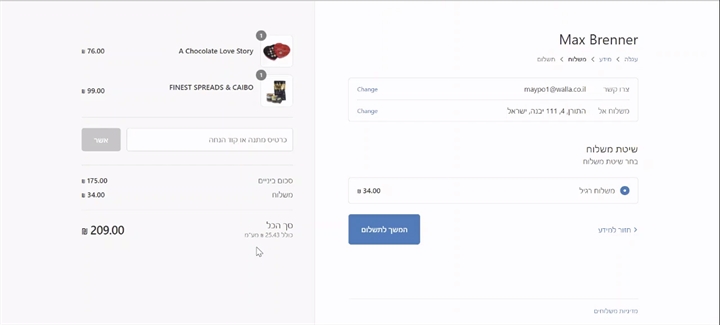 Max Brenner
עגלה > מידע > משלוח > תשלום
צרו קשר maypo1@walla.co.il Change
משלוח אל התורן, 4, 111 יבנה, ישראל Change
שיטת משלוח
בחר שיטת משלוח
משלוח רגיל 34.00 ₪
חזור למידע
המשך לתשלום
מדיניות משלוחים
1
A Chocolate Love Story 76.00 ₪
1
FINEST SPREADS & CAIBO 99.00 ₪
כרטיס מתנה או קוד הנחה
אשר
סכום ביניים 175.00 ₪
משלוח 34.00 ₪
סך הכל 209.00 ₪
כולל 25.43 ₪ מע"מ